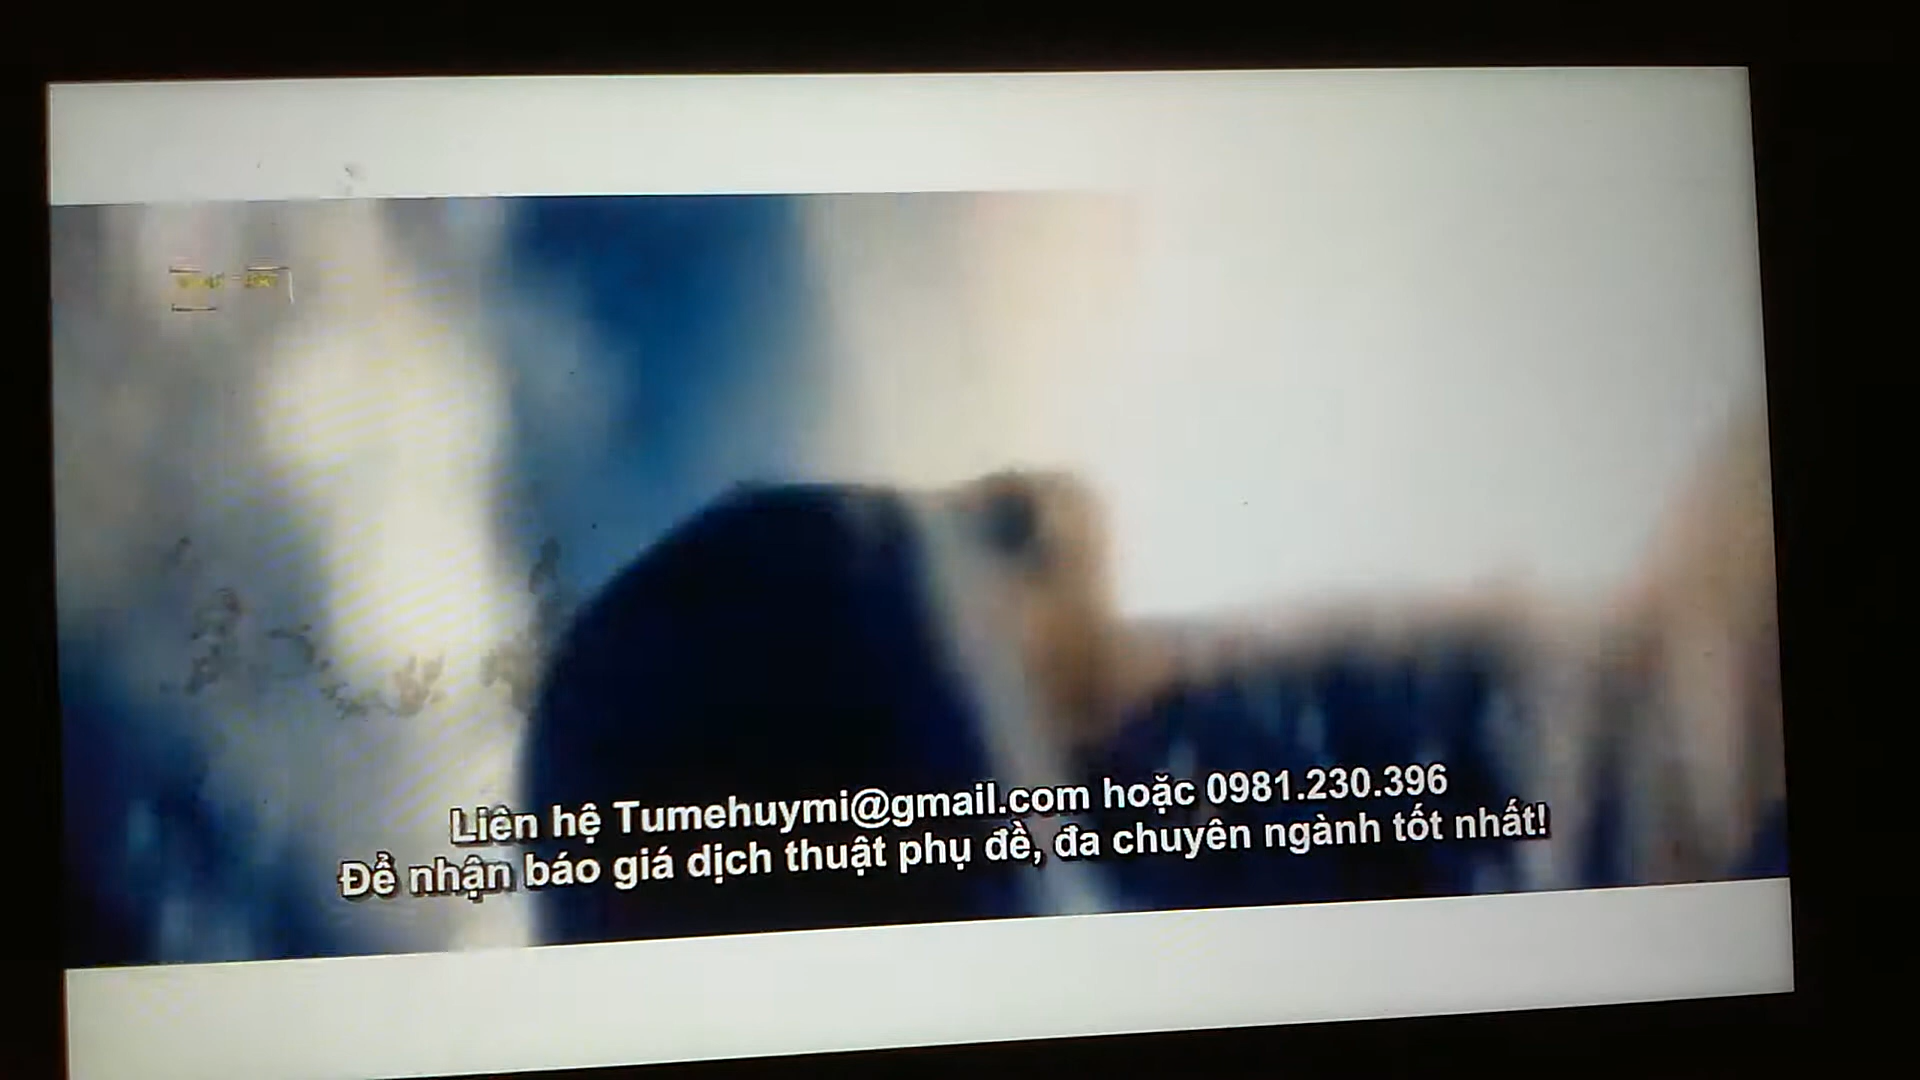 Liên hệ Tumehuymi@gmail.com hoặc 0981.230.396
Để nhận báo giá dịch thuật phụ đề, đa chuyên ngành tốt nhất!